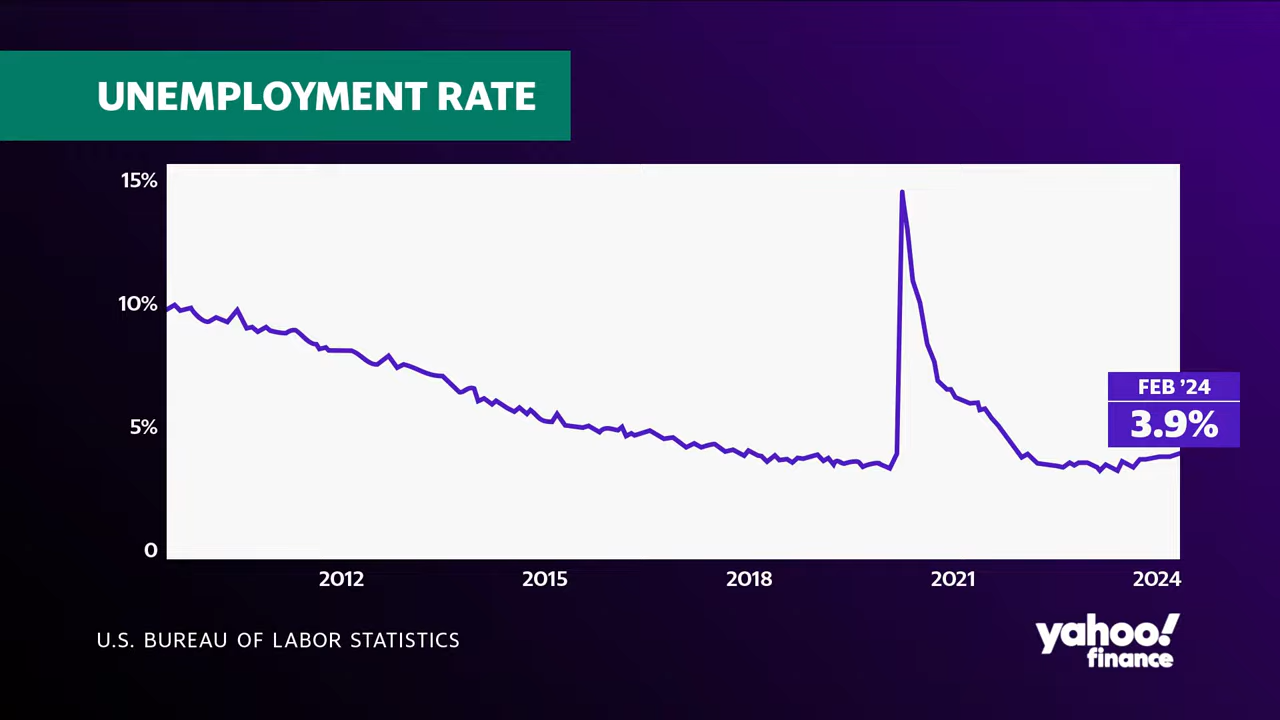 UNEMPLOYMENT RATE
15%
10%
5%
0
FEB ’24
3.9%
2012
2015
2018
2021
2024
U.S. BUREAU OF LABOR STATISTICS
yahoo!
finance